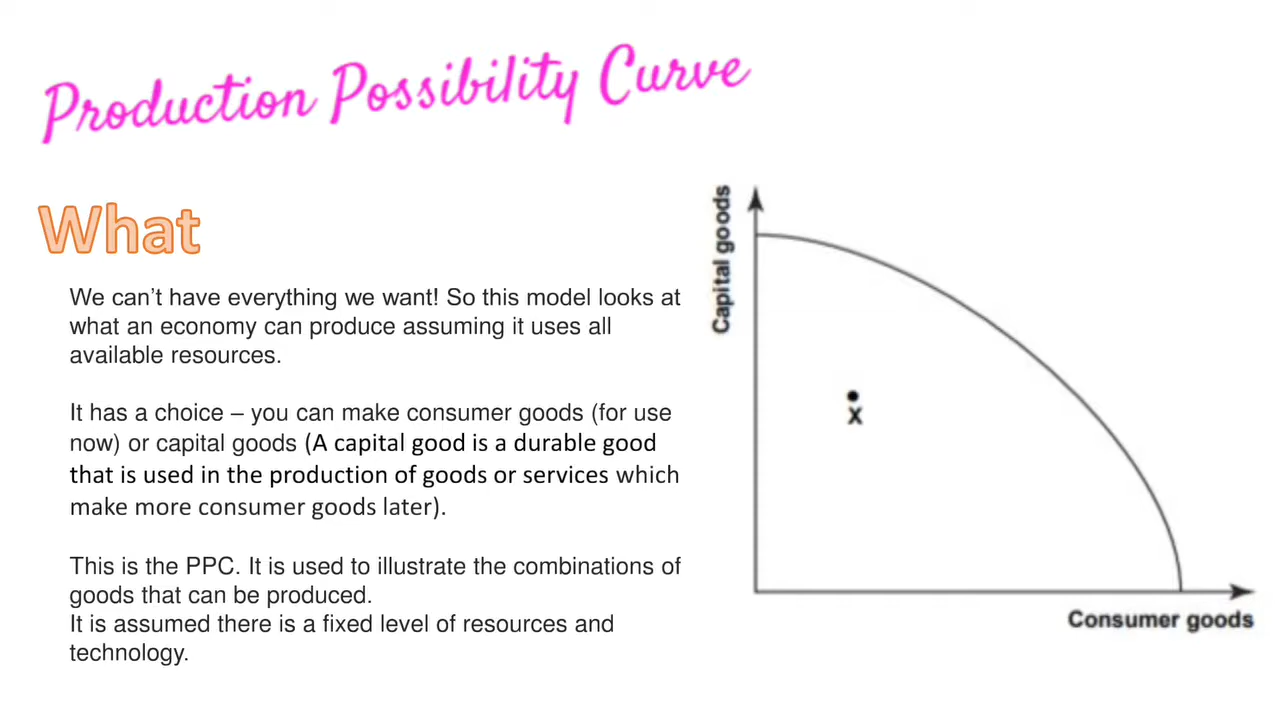 Production Possibility Curve
What
We can’t have everything we want! So this model looks at
what an economy can produce assuming it uses all
available resources.
It has a choice – you can make consumer goods (for use
now) or capital goods (A capital good is a durable good
that is used in the production of goods or services which
make more consumer goods later).
This is the PPC. It is used to illustrate the combinations of
goods that can be produced.
It is assumed there is a fixed level of resources and
technology.
Capital goods
x
Consumer goods